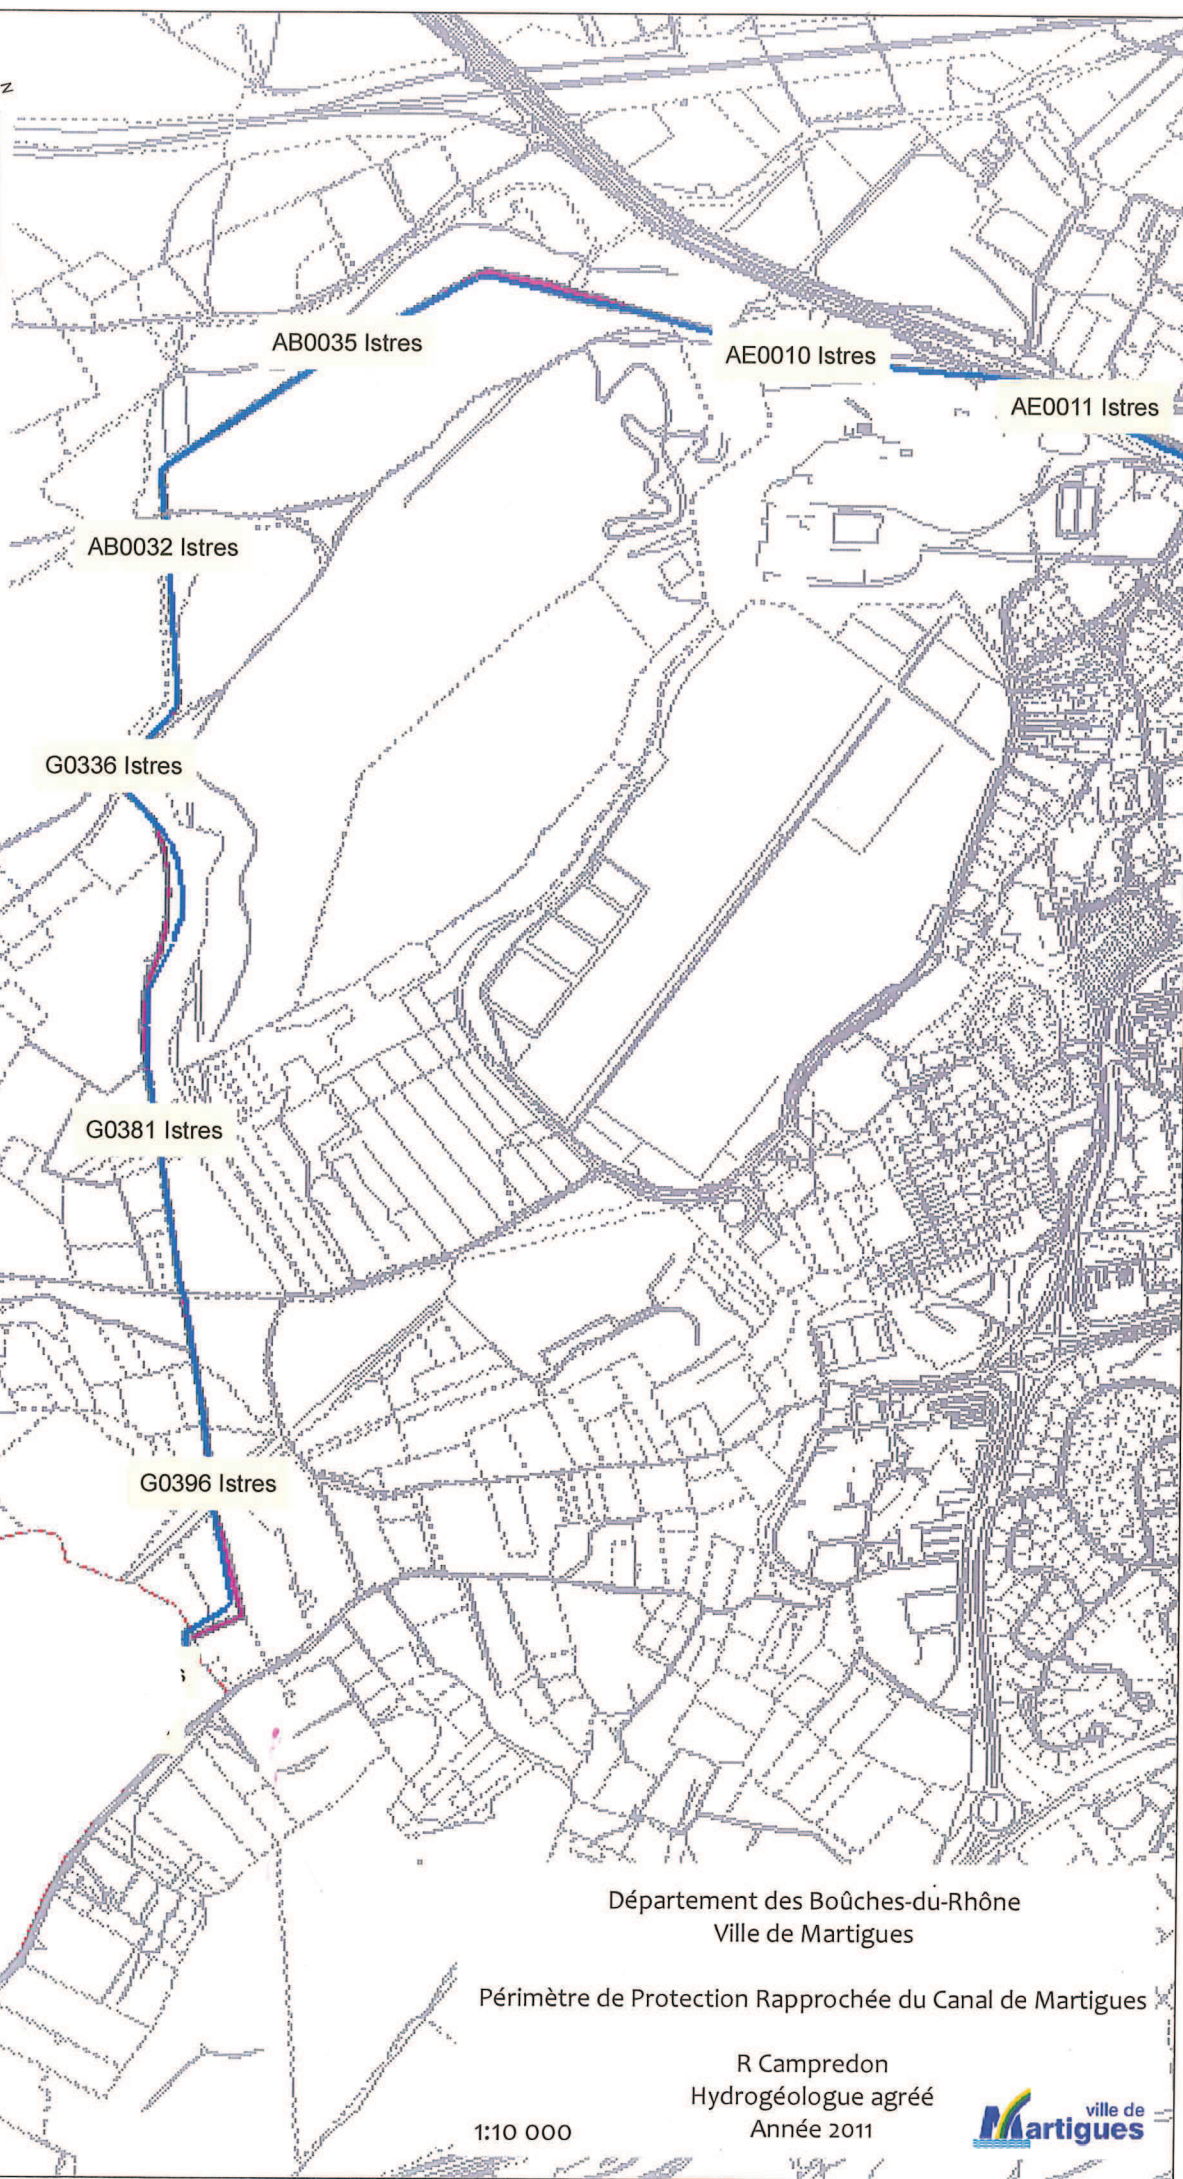 N
AB0035 Istres
AE0010 Istres
AE0011 Istres
AB0032 Istres
G0336 Istres
G0381 Istres
G0396 Istres
s
Département des Boûches-du-Rhône
Ville de Martigues
Périmètre de Protection Rapprochée du Canal de Martigues
R Campredon
Hydrogéologue agréé
Année 2011
1:10 000
ville de
Martigues